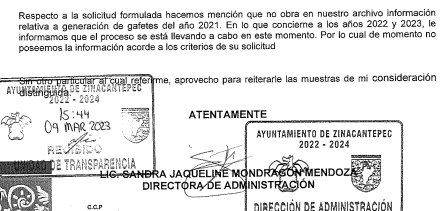 Respecto a la solicitud formulada hacemos mención que no obra en nuestro archivo información
relativa a generación de gafetes del año 2021. En lo que concierne a los años 2022 y 2023, le
informamos que el proceso se está llevando a cabo en este momento. Por lo cual de momento no
poseemos la información acorde a los criterios de su solicitud
Sin otro particular al cual referirme, aprovecho para reiterarle las muestras de mi consideración
distinguida.
AYUNTAMIENTO DE ZINACANTEPEC
2022 - 2024
15:44
09 MAR 2023
RECIBIDO
UNIDAD DE TRANSPARENCIA
ATENTAMENTE
AYUNTAMIENTO DE ZINACANTEPEC
2022 - 2024
LIC. SANDRA JAQUELINE MONDRAGÓN MENDOZA
DIRECTORA DE ADMINISTRACIÓN
DIRECCIÓN DE ADMINISTRACIÓN
C.C.P